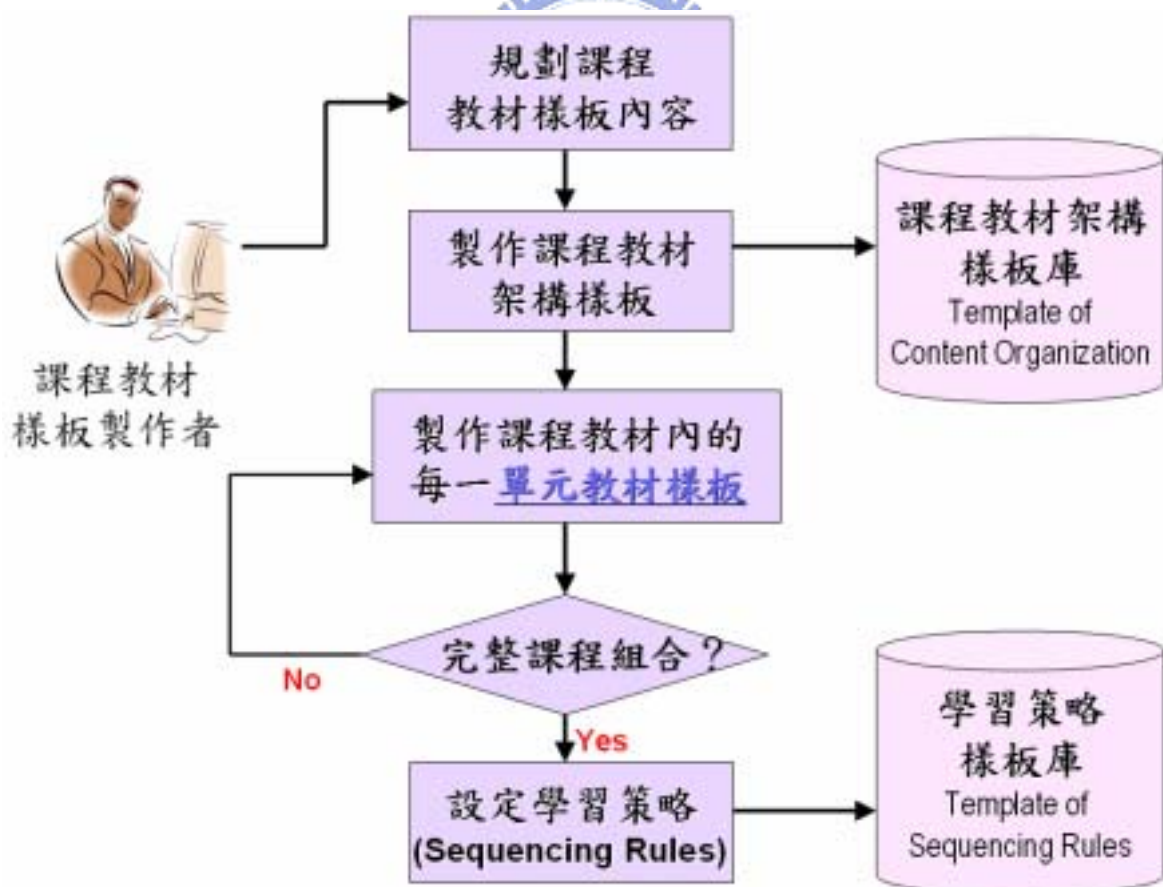 規劃課程
教材樣板內容
製作課程教材
架構樣板
課程教材架構
樣板庫
Template of
Content Organization
課程教材
樣板製作者
製作課程教材內的
每一單元教材樣板
完整課程組合？
No
Yes
設定學習策略
(Sequencing Rules)
學習策略
樣板庫
Template of
Sequencing Rules